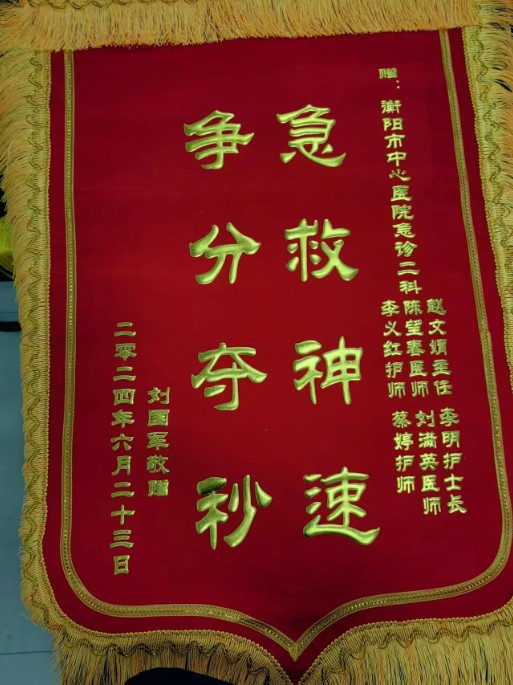 赠：衡阳市中心医院急诊二科
赵文娟主任 李明护士长
陈望春医师 刘满英医师
李义红护师 蔡婷护师
急救神速
争分夺秒
刘国军敬赠
二零二四年六月二十三日